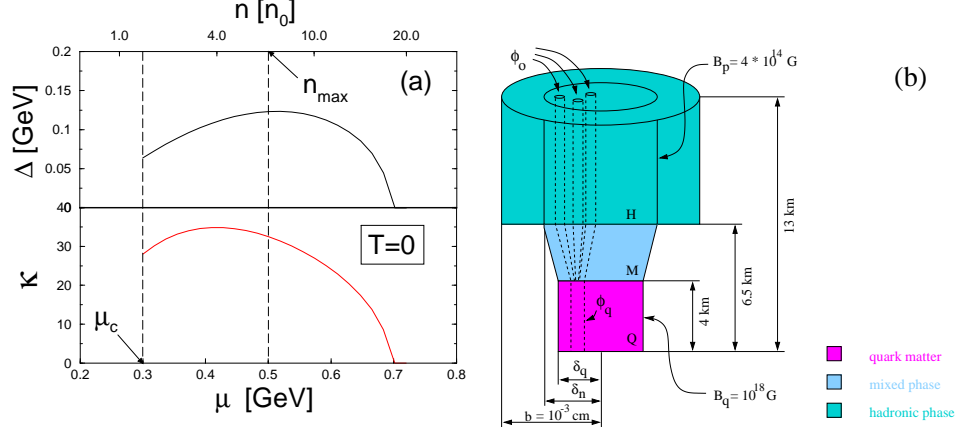 n [n0]
1.0 4.0 10.0 20.0
0.2
0.15
0.1
0.05
0
Δ [GeV]
(a)
n_max
40
30
20
10
0
κ
T=0
μ_c
0.2 0.3 0.4 0.5 0.6 0.7 0.8
μ [GeV]
(b)
ϕ_o
B_p = 4 * 10^14 G
H
M
Q
ϕ_q
4 km
6.5 km
13 km
δ_q
δ_n
b = 10^-3 cm
B_q = 10^18 G
quark matter
mixed phase
hadronic phase